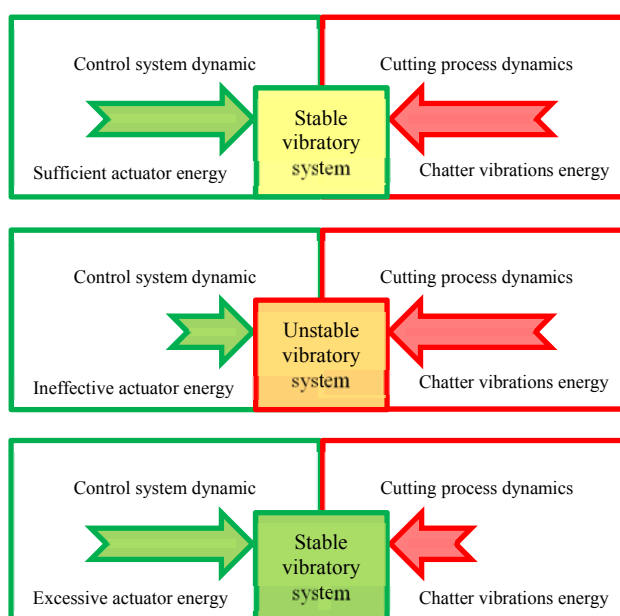 Control system dynamic
Cutting process dynamics
Stable
vibratory
system
Sufficient actuator energy
Chatter vibrations energy
Control system dynamic
Cutting process dynamics
Unstable
vibratory
system
Ineffective actuator energy
Chatter vibrations energy
Control system dynamic
Cutting process dynamics
Stable
vibratory
system
Excessive actuator energy
Chatter vibrations energy